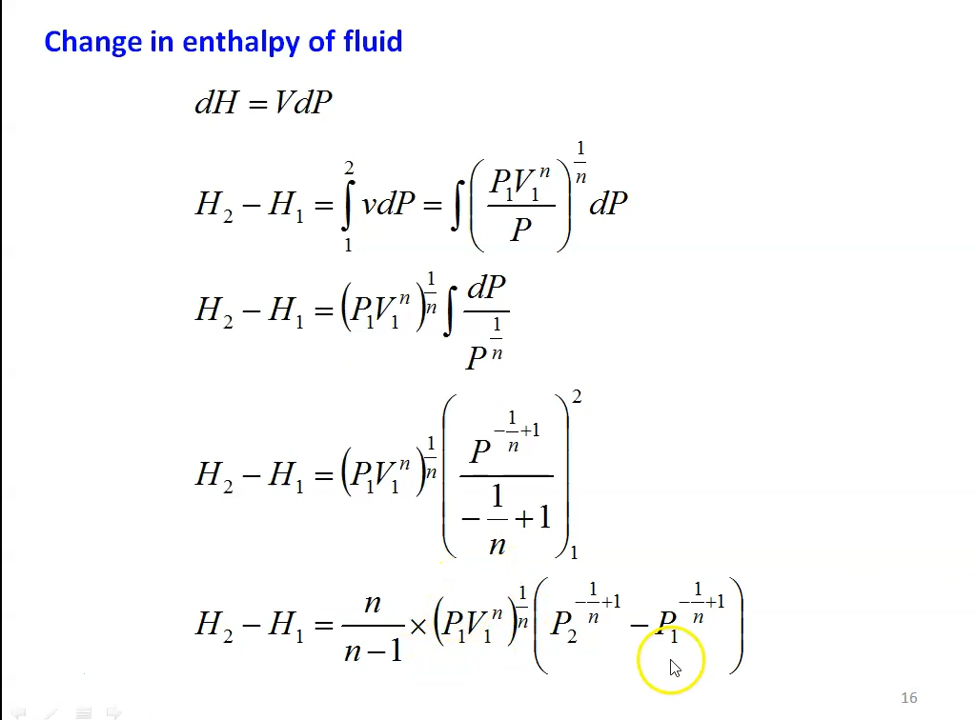 Change in enthalpy of fluid
dH = VdP
H₂ − H₁ = ∫₁² vdP = ∫ (P₁V₁ⁿ / P)^(1/n) dP
H₂ − H₁ = (P₁V₁ⁿ)^(1/n) ∫ dP / P^(1/n)
H₂ − H₁ = (P₁V₁ⁿ)^(1/n) (P^(−1/n+1) / (−1/n + 1))₁²
H₂ − H₁ = n/(n−1) × (P₁V₁ⁿ)^(1/n) (P₂^(−1/n+1) − P₁^(−1/n+1))
16